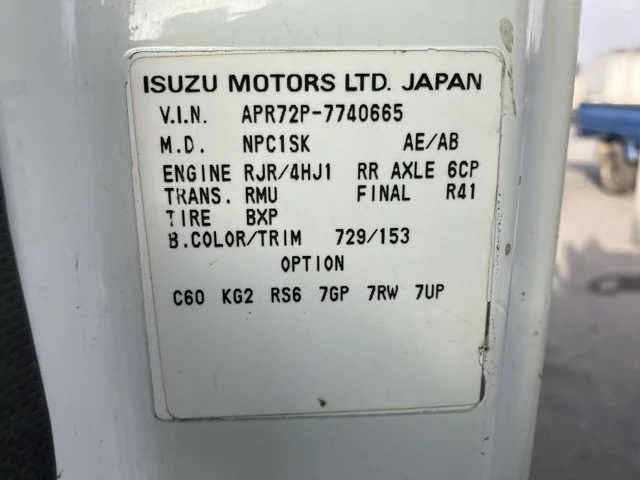 ISUZU MOTORS LTD. JAPAN
V.I.N. APR72P-7740665
M.D. NPC1SK AE/AB
ENGINE RJR/4HJ1 RR AXLE 6CP
TRANS. RMU FINAL R41
TIRE BXP
B.COLOR/TRIM 729/153
OPTION
C60 KG2 RS6 7GP 7RW 7UP